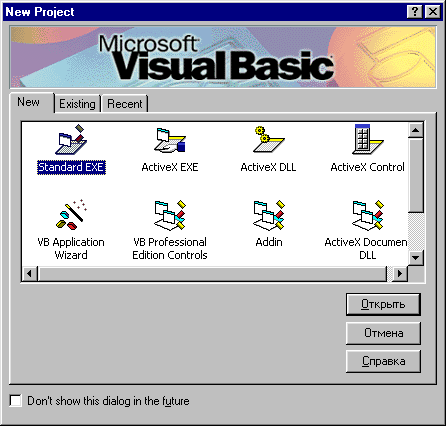 New Project
Microsoft
Visual Basic
New Existing Recent
Standard EXE ActiveX EXE ActiveX DLL ActiveX Control
VB Application Wizard VB Professional Edition Controls Addin ActiveX Documen DLL
Открыть
Отмена
Справка
Don't show this dialog in the future